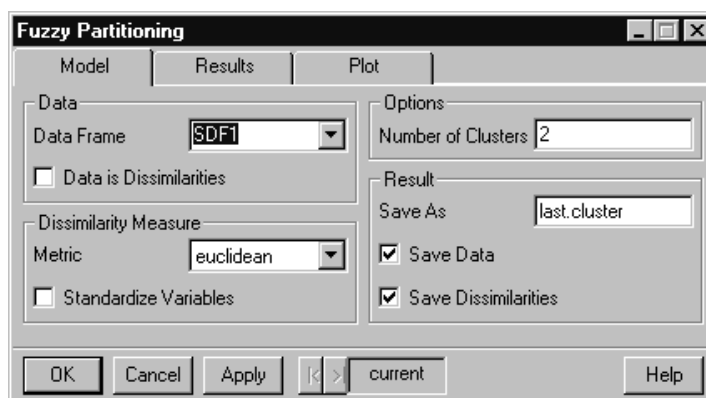 Fuzzy Partitioning
Model Results Plot
Data
Data Frame SDF1
Data is Dissimilarities
Dissimilarity Measure
Metric euclidean
Standardize Variables
Options
Number of Clusters 2
Result
Save As last.cluster
Save Data
Save Dissimilarities
OK Cancel Apply current Help